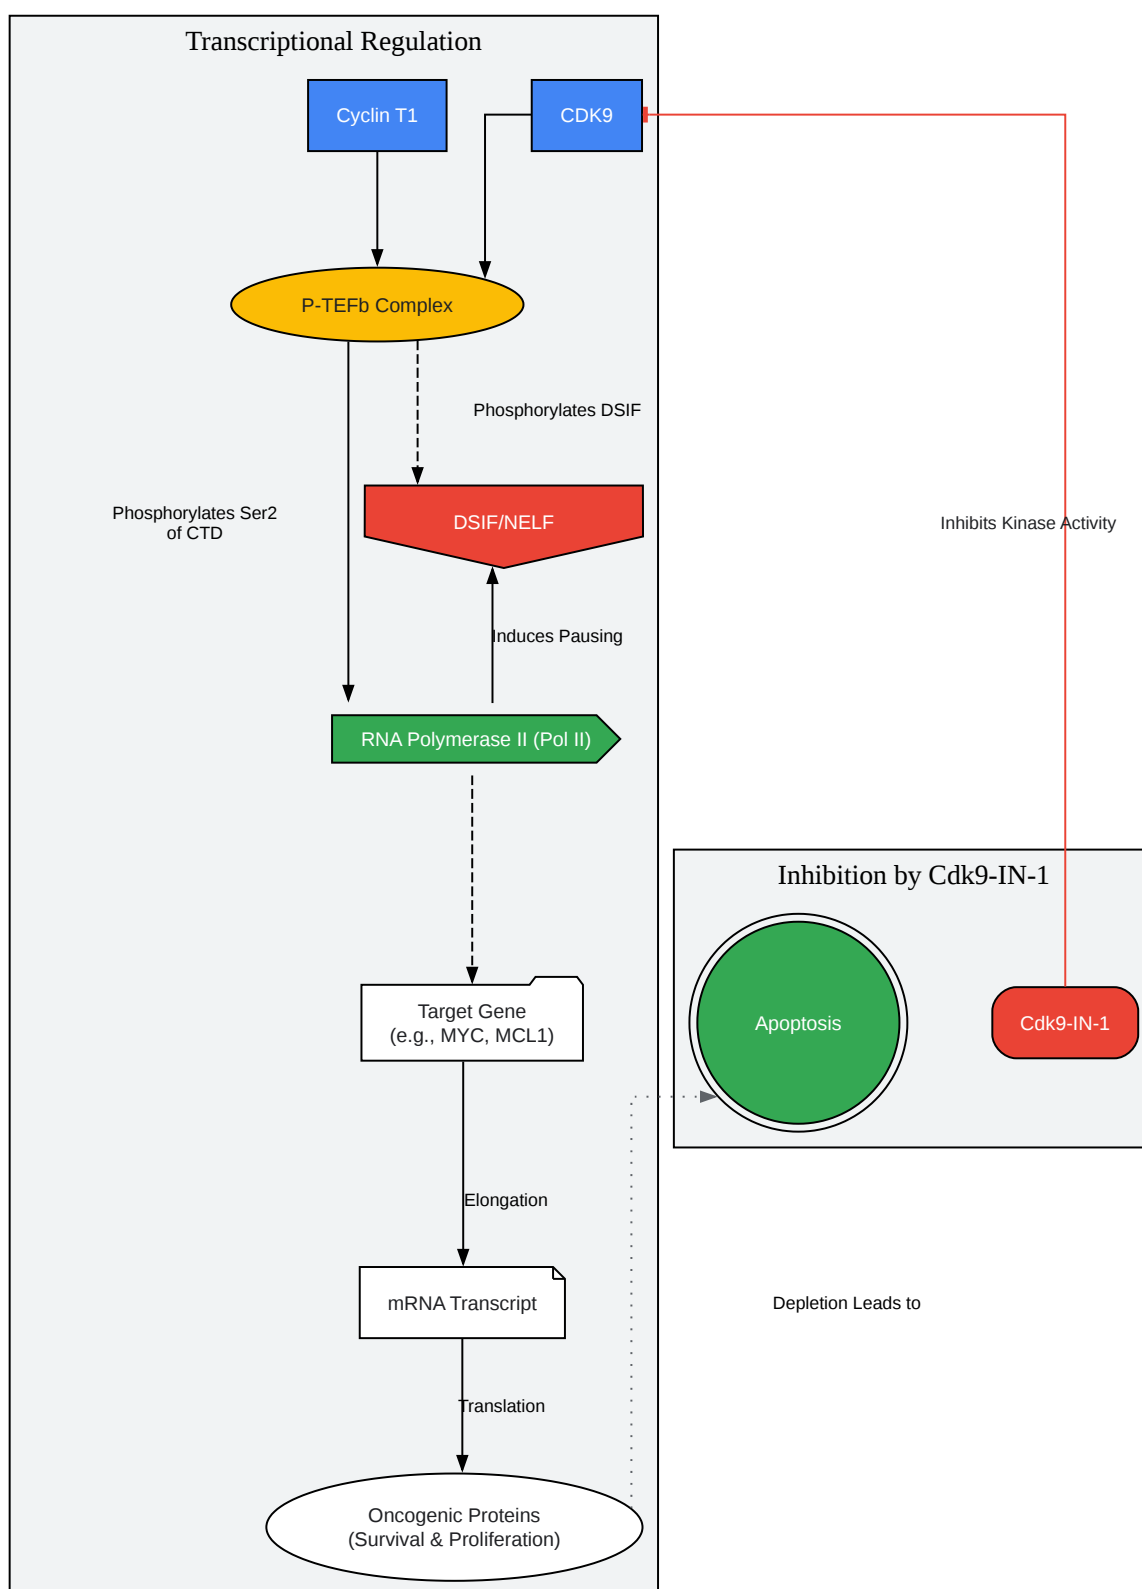 Transcriptional Regulation
Cyclin T1
CDK9
P-TEFb Complex
Phosphorylates DSIF
Phosphorylates Ser2
of CTD
DSIF/NELF
Inhibits Kinase Activity
Induces Pausing
RNA Polymerase II (Pol II)
Inhibition by Cdk9-IN-1
Target Gene
(e.g., MYC, MCL1)
Apoptosis
Cdk9-IN-1
Elongation
mRNA Transcript
Depletion Leads to
Translation
Oncogenic Proteins
(Survival & Proliferation)